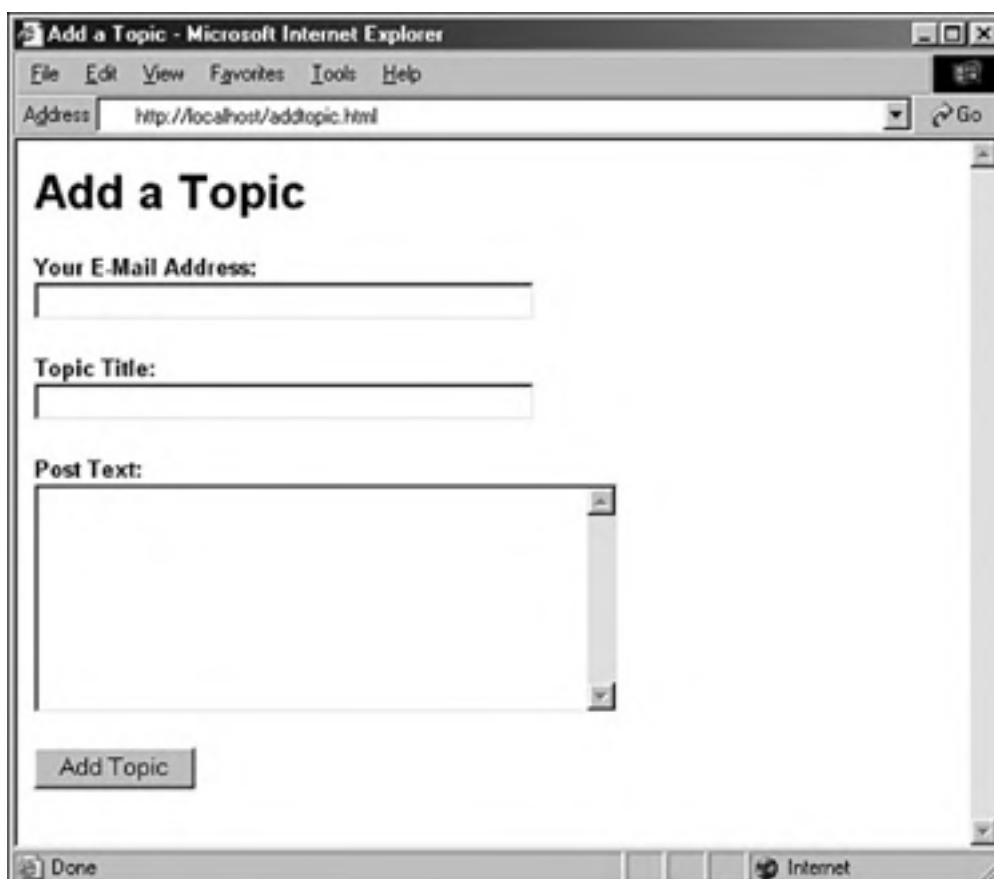 Add a Topic - Microsoft Internet Explorer
File Edit View Favorites Tools Help
Address http://localhost/addtopic.html Go
Add a Topic
Your E-Mail Address:
Topic Title:
Post Text:
Add Topic
Done Internet